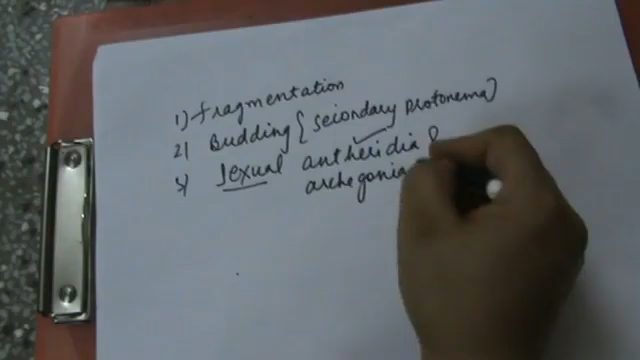 1) fragmentation
2) Budding { secondary protonema }
3) Sexual antheridia &
archegonia